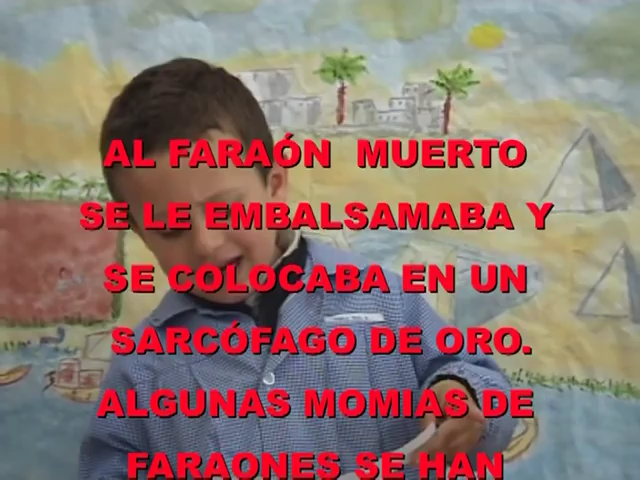 AL FARAÓN MUERTO
SE LE EMBALSAMABA Y
SE COLOCABA EN UN
SARCÓFAGO DE ORO.
ALGUNAS MOMIAS DE
FARAONES SE HAN